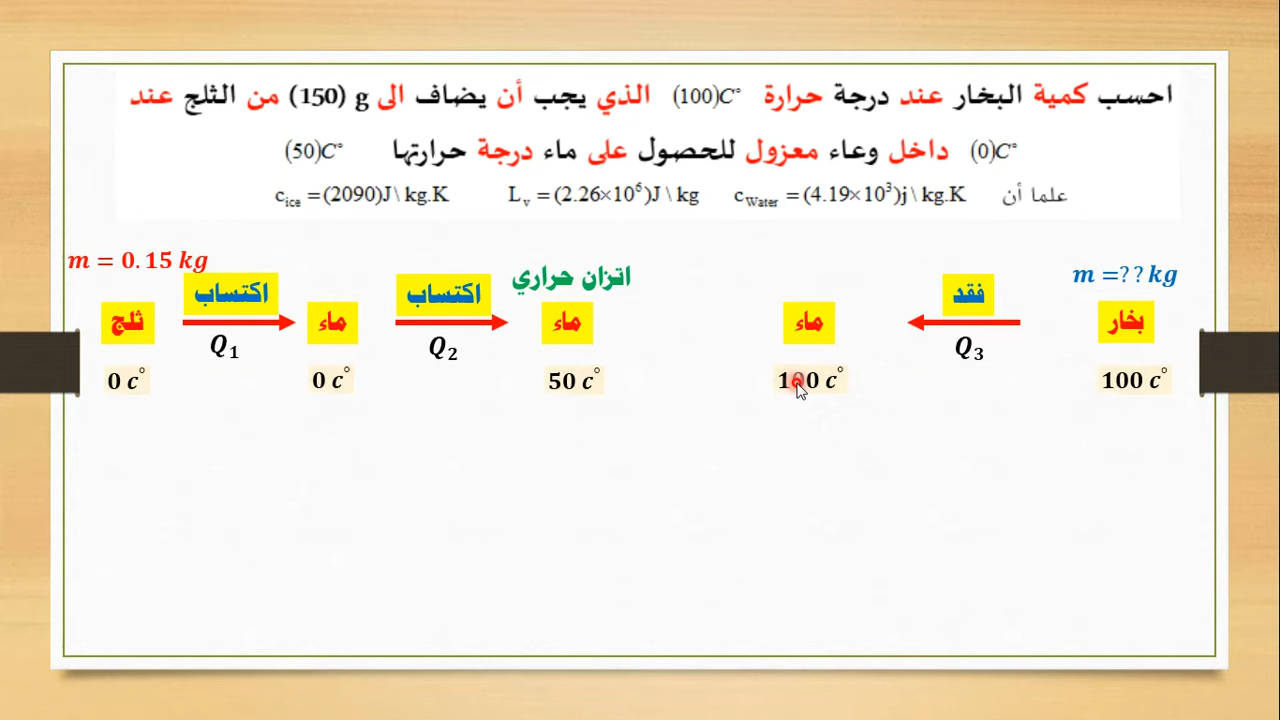 احسب كمية البخار عند درجة حرارة (100)C° الذي يجب أن يضاف الى g (150) من الثلج عند
(0)C° داخل وعاء معزول للحصول على ماء درجة حرارتها (50)C°
علما أن c_Water = (4.19×10³)j\kg.K L_v = (2.26×10⁶)J\kg c_ice = (2090)J\kg.K
m = 0.15 kg
m =?? kg
اكتساب
اكتساب
اتزان حراري
فقد
ثلج
ماء
ماء
ماء
بخار
Q₁
Q₂
Q₃
0 c°
0 c°
50 c°
100 c°
100 c°